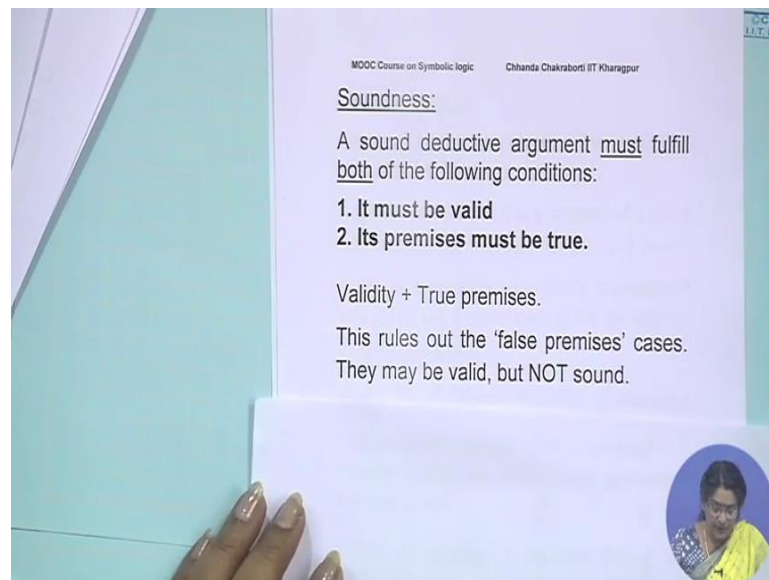 MOOC Course on Symbolic logic Chhanda Chakraborti IIT Kharagpur
Soundness:
A sound deductive argument must fulfill
both of the following conditions:
1. It must be valid
2. Its premises must be true.
Validity + True premises.
This rules out the ‘false premises’ cases.
They may be valid, but NOT sound.